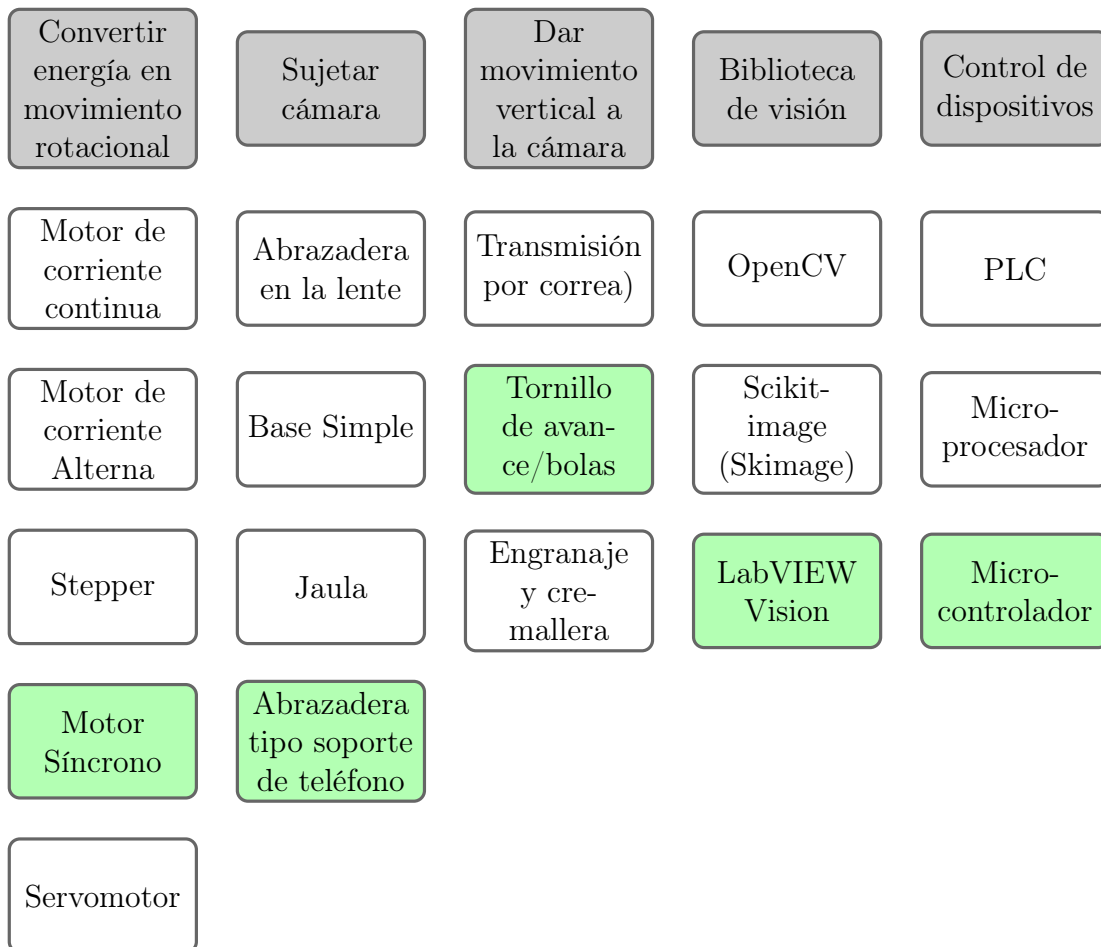 Convertir
energía en
movimiento
rotacional
Sujetar
cámara
Dar
movimiento
vertical a
la cámara
Biblioteca
de visión
Control de
dispositivos
Motor de
corriente
continua
Abrazadera
en la lente
Transmisión
por correa)
OpenCV
PLC
Motor de
corriente
Alterna
Base Simple
Tornillo
de avan-
ce/bolas
Scikit-
image
(Skimage)
Micro-
procesador
Stepper
Jaula
Engranaje
y cre-
mallera
LabVIEW
Vision
Micro-
controlador
Motor
Síncrono
Abrazadera
tipo soporte
de teléfono
Servomotor